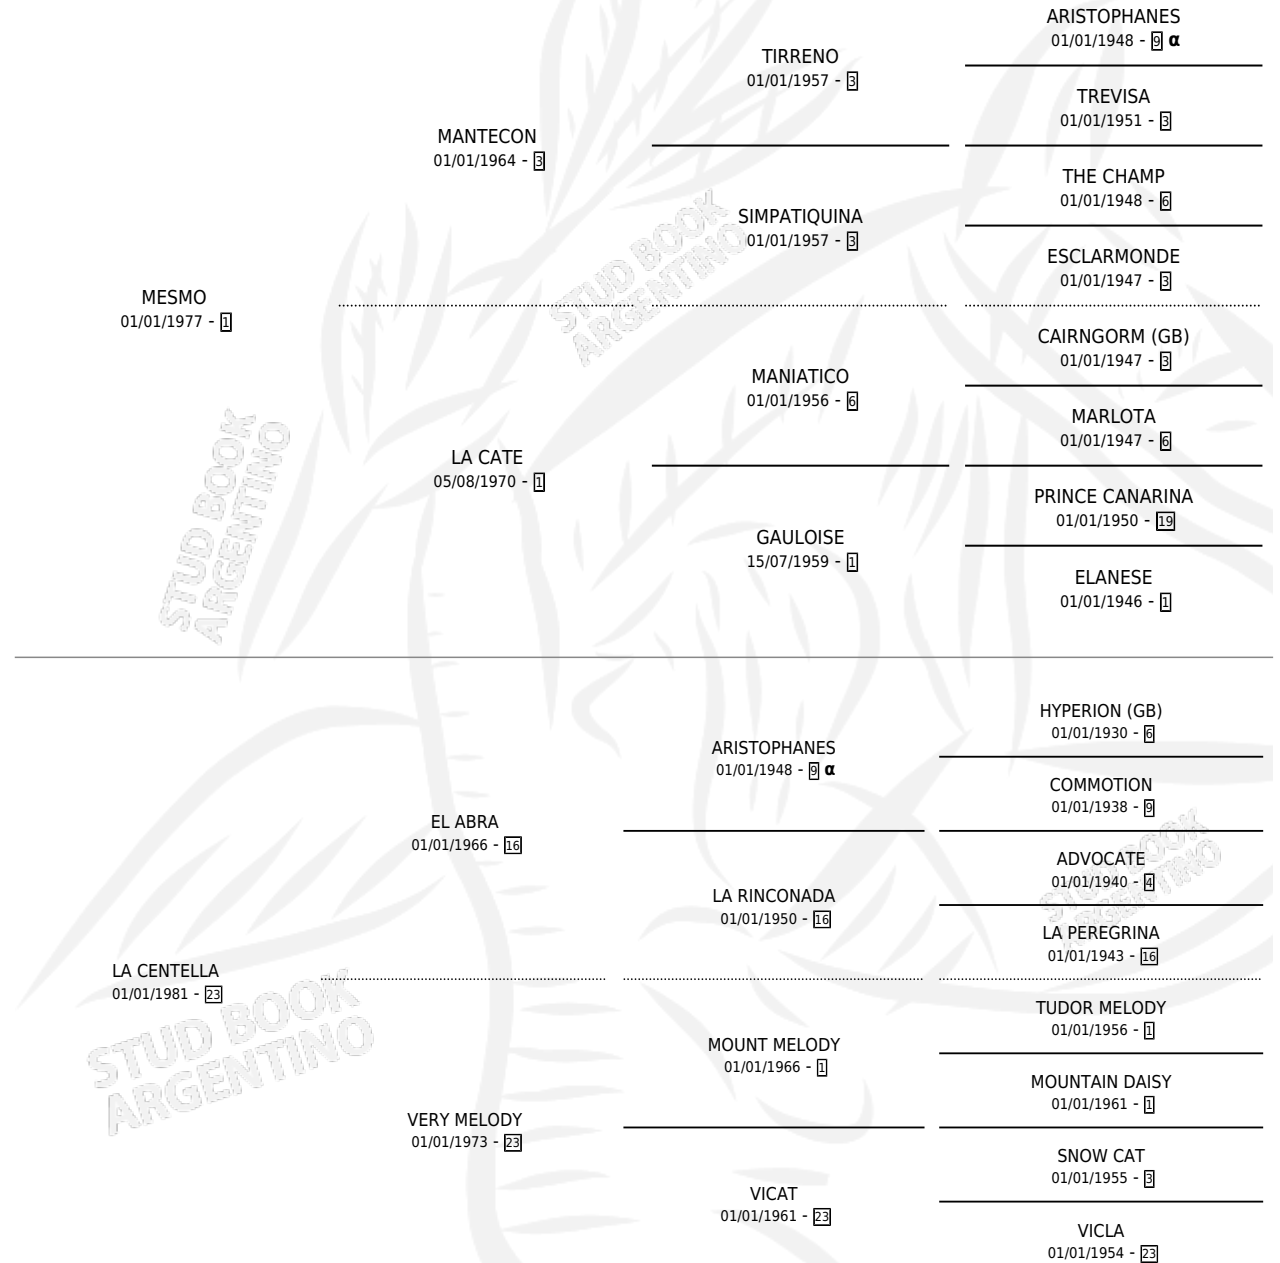 ARISTOPHANES
01/01/1948 - 9 α
TIRRENO
01/01/1957 - 3
TREVISA
01/01/1951 - 3
MANTECON
01/01/1964 - 3
THE CHAMP
01/01/1948 - 6
SIMPATIQUINA
01/01/1957 - 3
ESCLARMONDE
01/01/1947 - 3
MESMO
01/01/1977 - 1
CAIRNGORM (GB)
01/01/1947 - 3
MANIATICO
01/01/1956 - 6
MARLOTA
01/01/1947 - 6
LA CATE
05/08/1970 - 1
PRINCE CANARINA
01/01/1950 - 19
GAULOISE
15/07/1959 - 1
ELANESE
01/01/1946 - 1
STUD BOOK
ARGENTINO
STUD BOOK
ARGENTINO
HYPERION (GB)
01/01/1930 - 6
ARISTOPHANES
01/01/1948 - 9 α
COMMOTION
01/01/1938 - 9
EL ABRA
01/01/1966 - 16
ADVOCATE
01/01/1940 - 4
LA RINCONADA
01/01/1950 - 16
LA PEREGRINA
01/01/1943 - 16
LA CENTELLA
01/01/1981 - 23
TUDOR MELODY
01/01/1956 - 1
MOUNT MELODY
01/01/1966 - 1
MOUNTAIN DAISY
01/01/1961 - 1
VERY MELODY
01/01/1973 - 23
SNOW CAT
01/01/1955 - 3
VICAT
01/01/1961 - 23
VICLA
01/01/1954 - 23
STUD BOOK
ARGENTINO
STUD BOOK
ARGENTINO